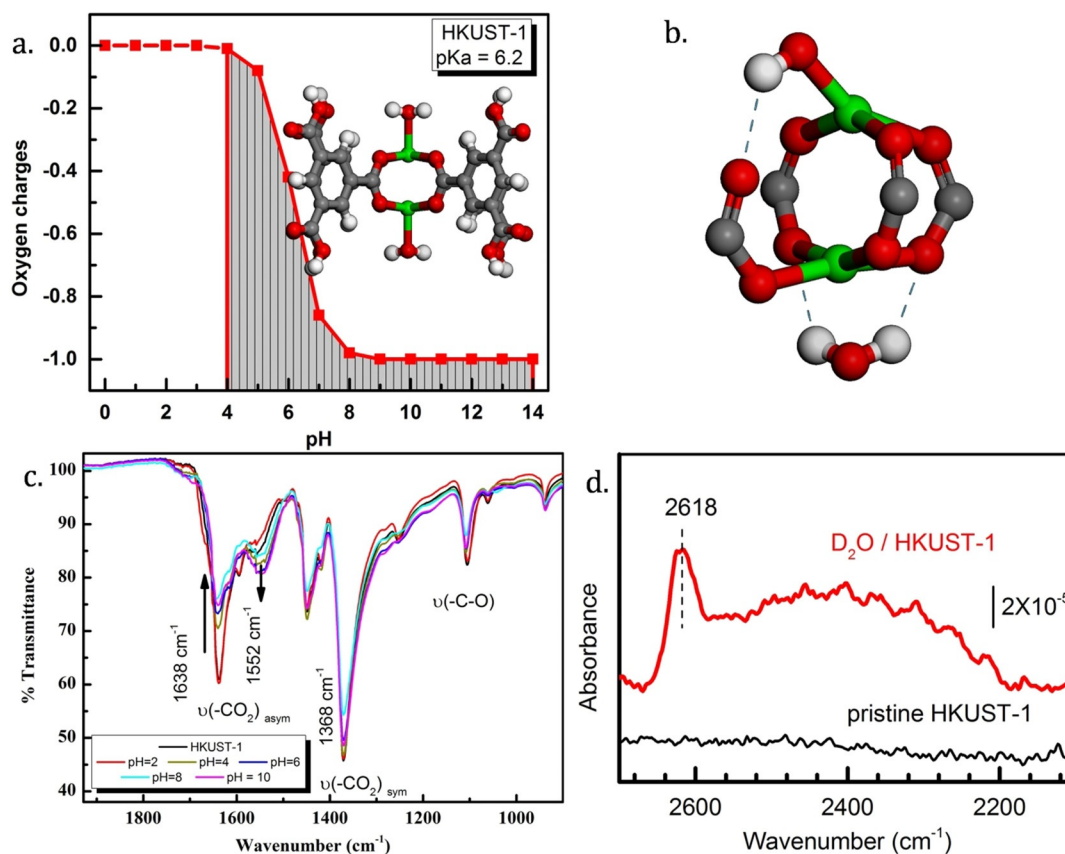 a.
HKUST-1
pKa = 6.2
Oxygen charges
0.0
-0.2
-0.4
-0.6
-0.8
-1.0
0 2 4 6 8 10 12 14
pH
b.
c.
% Transmittance
100
90
80
70
60
50
40
1638 cm⁻¹
1552 cm⁻¹
1368 cm⁻¹
υ(-CO₂) asym
υ(-CO₂) sym
υ(-C-O)
HKUST-1
pH=2 pH=4 pH=6
pH=8 pH = 10
1800 1600 1400 1200 1000
Wavenumber (cm⁻¹)
d.
2618
D₂O / HKUST-1
2X10⁻⁵
pristine HKUST-1
Absorbance
2600 2400 2200
Wavenumber (cm⁻¹)